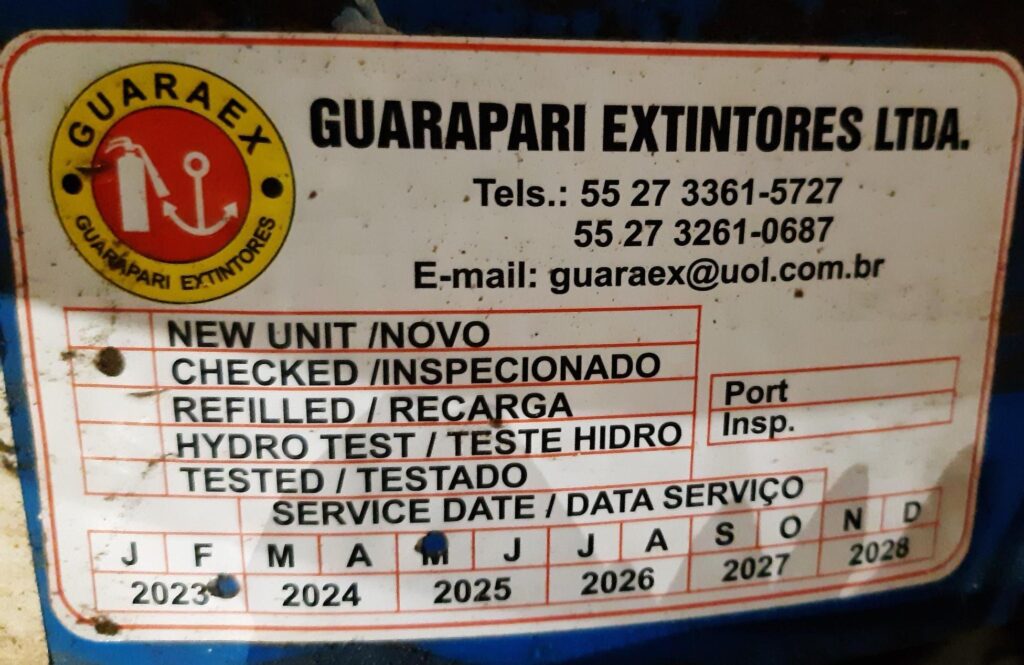 GUARAEX
GUARAPARI EXTINTORES
GUARAPARI EXTINTORES LTDA.
Tels.: 55 27 3361-5727
55 27 3261-0687
E-mail: guaraex@uol.com.br
NEW UNIT /NOVO
CHECKED /INSPECIONADO
REFILLED / RECARGA
HYDRO TEST / TESTE HIDRO
TESTED / TESTADO
Port
Insp.
SERVICE DATE / DATA SERVIÇO
J F M A M J J A S O N D
2023 2024 2025 2026 2027 2028